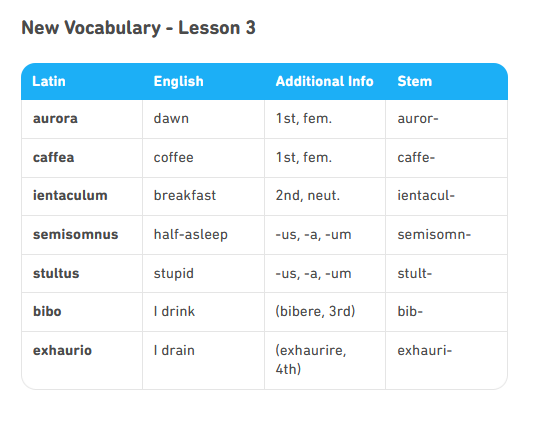 New Vocabulary - Lesson 3
Latin English Additional Info Stem
aurora dawn 1st, fem. auror-
caffea coffee 1st, fem. caffe-
ientaculum breakfast 2nd, neut. ientacul-
semisomnus half-asleep -us, -a, -um semisomn-
stultus stupid -us, -a, -um stult-
bibo I drink (bibere, 3rd) bib-
exhaurio I drain (exhaurire, exhauri-
4th)